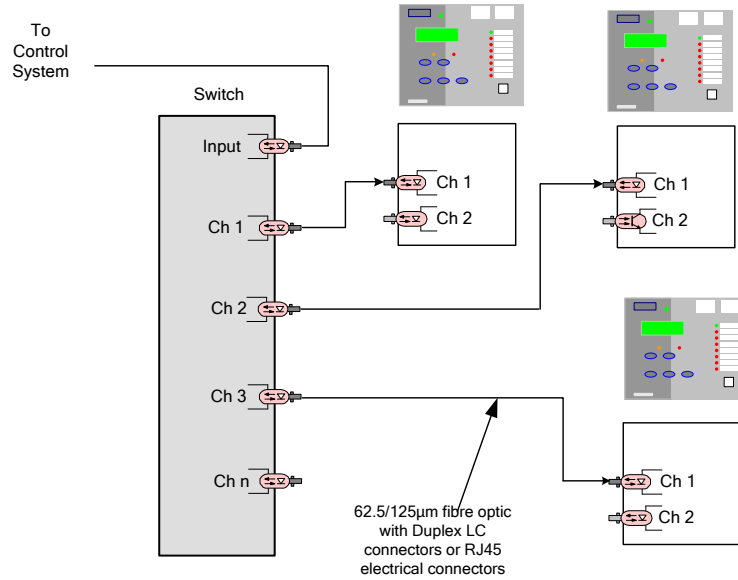 To
Control
System
Switch
Input
Ch 1
Ch 2
Ch 3
Ch n
Ch 1
Ch 2
Ch 1
Ch 2
Ch 1
Ch 2
62.5/125µm fibre optic
with Duplex LC
connectors or RJ45
electrical connectors